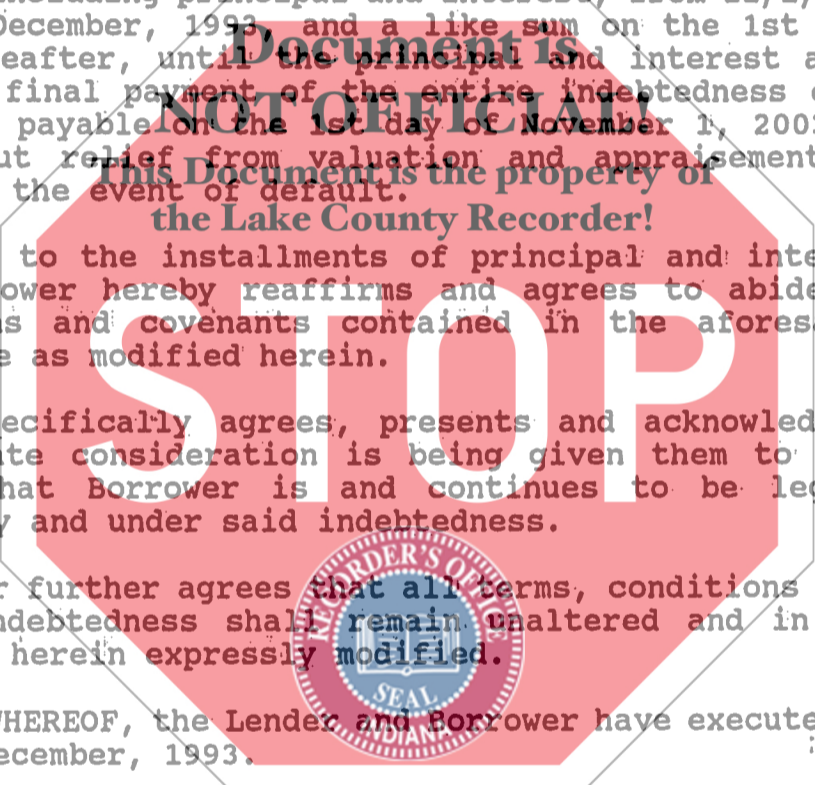 December, 1993, and a like sum on the 1st
eafter, until the principal and interest a
final payment of the entire indebtedness
payable on the 1st day of November 1, 200
ut relief from valuation and appraisement
the event of default.
Document is
NOT OFFICIAL!
This Document is the property of
the Lake County Recorder!
to the installments of principal and inte
ower hereby reaffirms and agrees to abide
s and covenants contained in the afores
e as modified herein.
STOP
ecifically agrees, presents and acknowled
te consideration is being given them to
hat Borrower is and continues to be leg
y and under said indebtedness.
r further agrees that all terms, conditions
ndebtedness shall remain unaltered and in
herein expressly modified.
RECORDER'S OFFICE
SEAL
INDIANA
WHEREOF, the Lender and Borrower have execute
ecember, 1993.